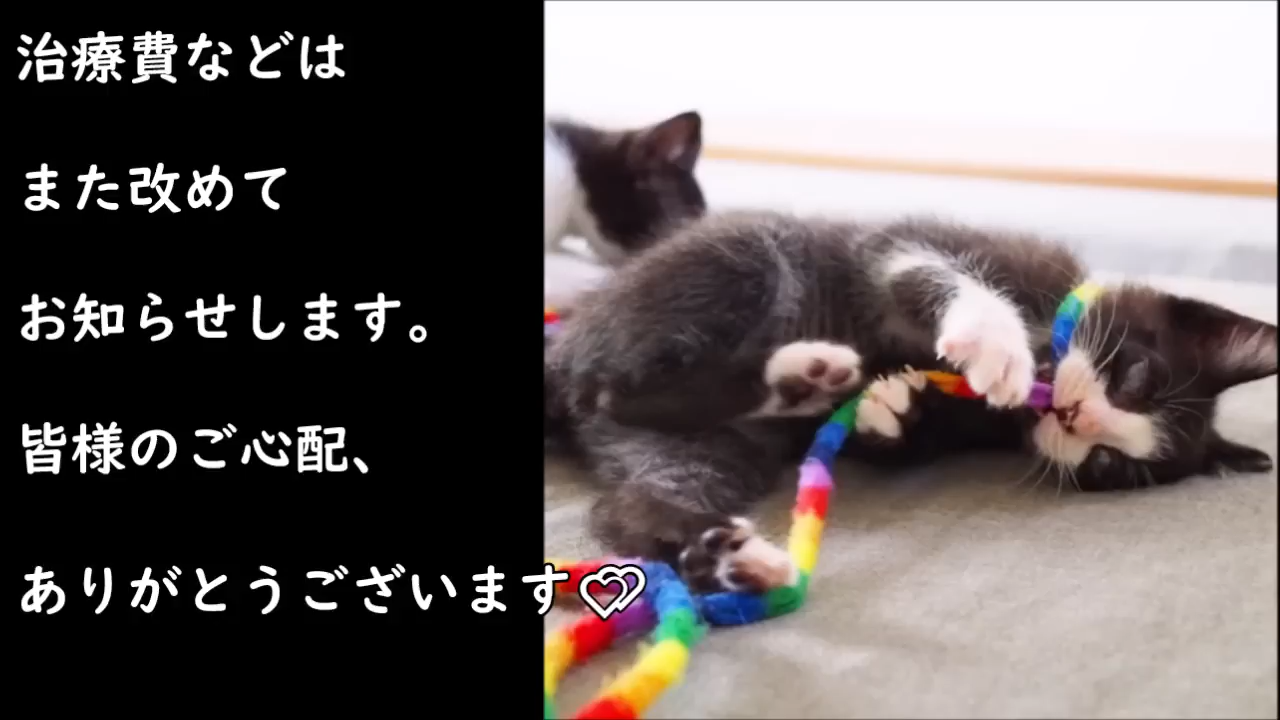 治療費などは
また改めて
お知らせします。
皆様のご心配、
ありがとうございます💕